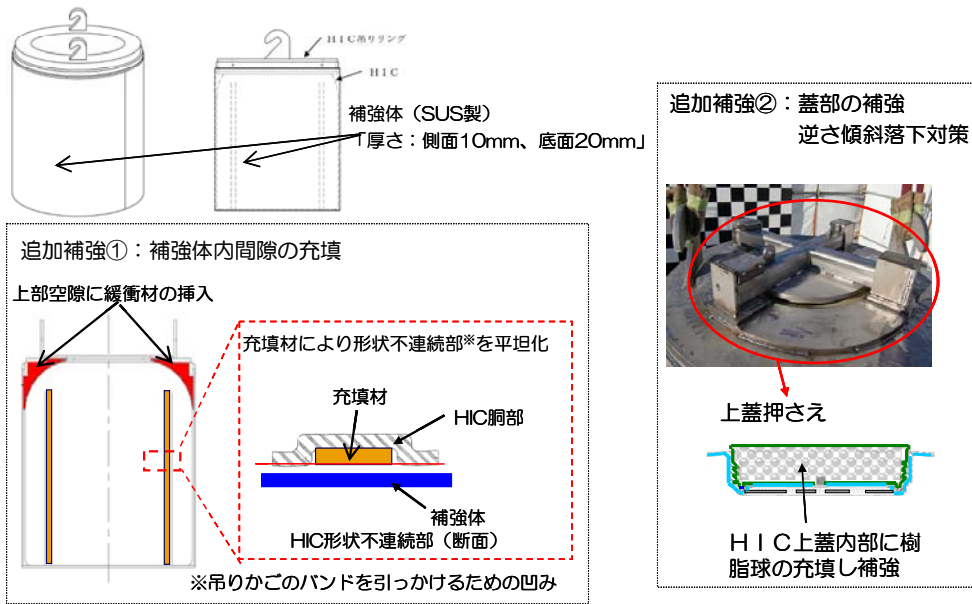 HIC吊りリング
HIC
補強体（SUS製）
「厚さ：側面10mm、底面20mm」
追加補強①：補強体内間隙の充填
上部空隙に緩衝材の挿入
充填材により形状不連続部※を平坦化
充填材
HIC胴部
補強体
HIC形状不連続部（断面）
※吊りかごのバンドを引っかけるための凹み
追加補強②：蓋部の補強
逆さ傾斜落下対策
上蓋押さえ
ＨＩＣ上蓋内部に樹
脂球の充填し補強